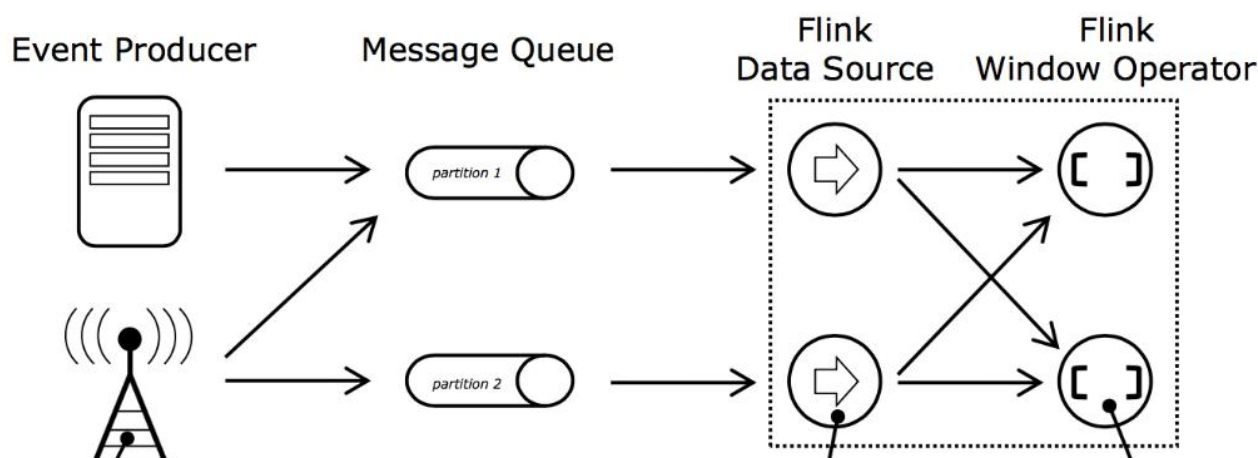 Event Producer
Message Queue
Flink
Data Source
Flink
Window Operator
partition 1
partition 2